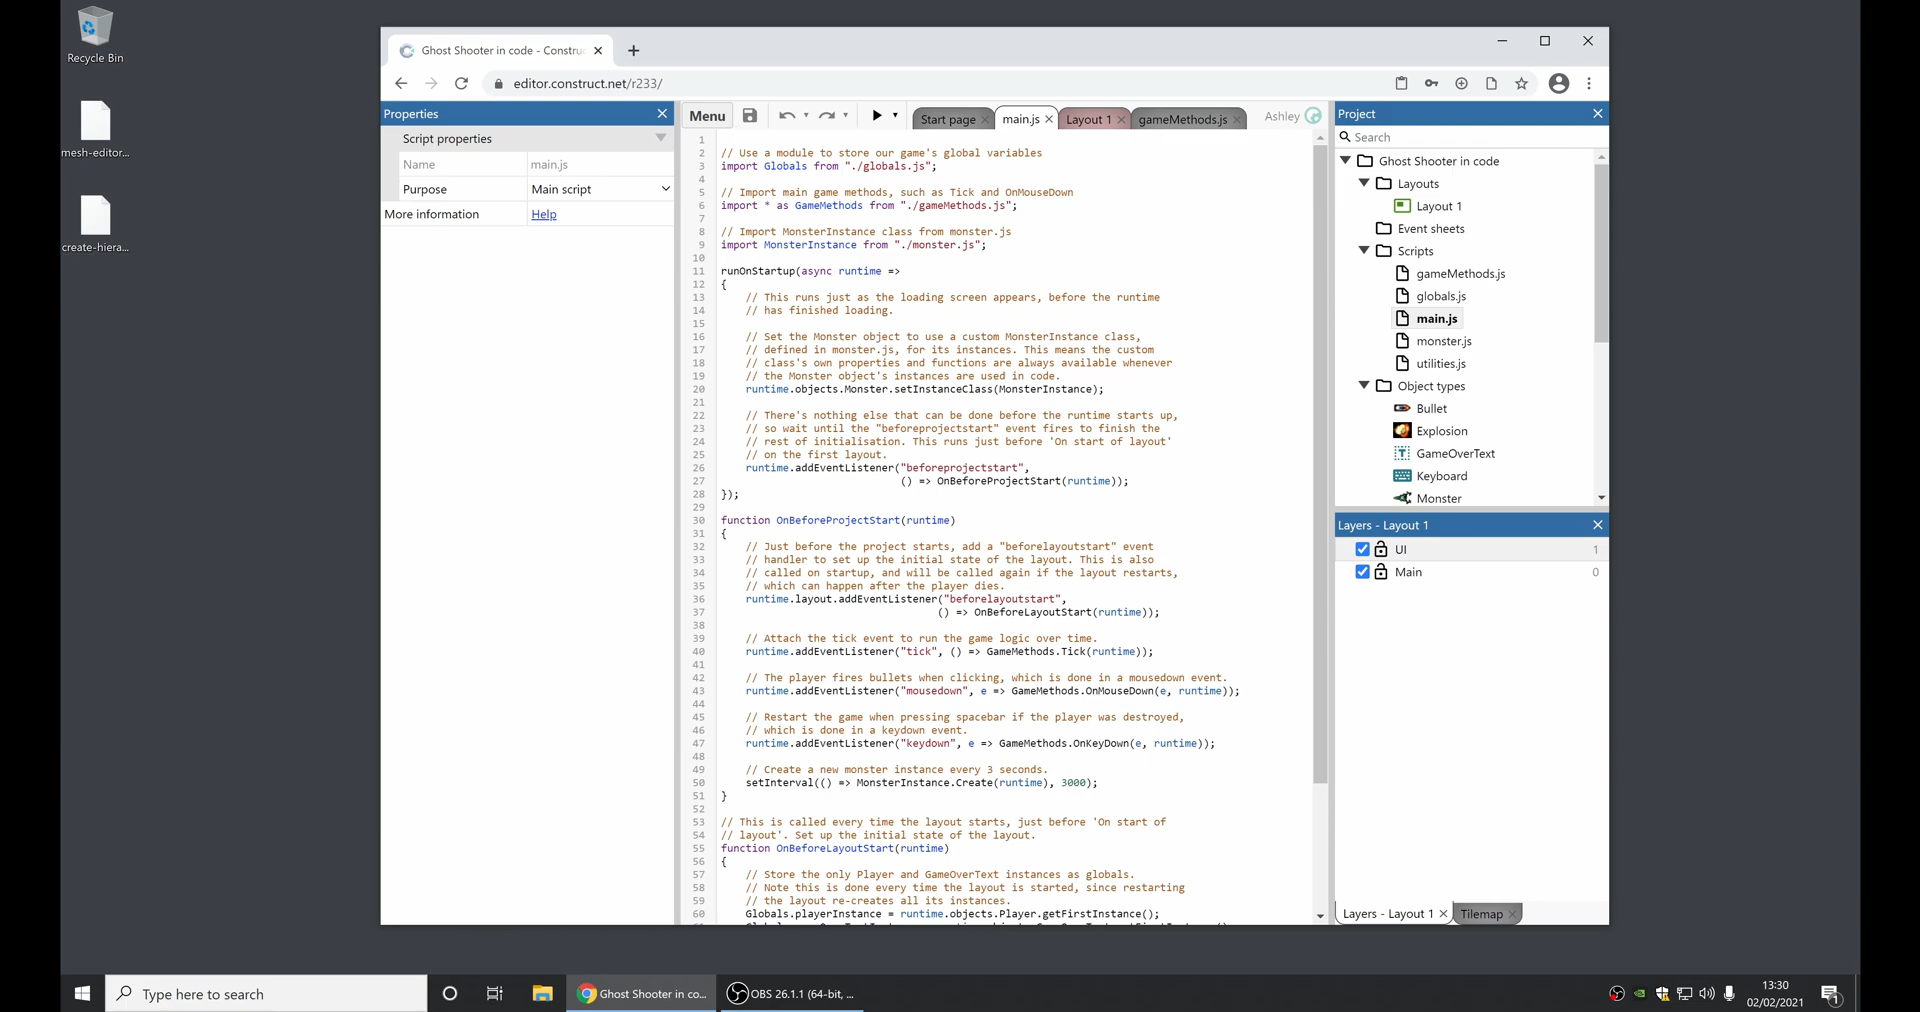 Recycle Bin
mesh-editor...
create-hiera...
Ghost Shooter in code - Constru
editor.construct.net/r233/
Properties
Script properties
Name main.js
Purpose Main script
More information Help
Menu
Start page
main.js
Layout 1
gameMethods.js
Ashley
1
2 // Use a module to store our game's global variables
3 import Globals from "./globals.js";
4
5 // Import main game methods, such as Tick and OnMouseDown
6 import * as GameMethods from "./gameMethods.js";
7
8 // Import MonsterInstance class from monster.js
9 import MonsterInstance from "./monster.js";
10
11 runOnStartup(async runtime =>
12 {
13 // This runs just as the loading screen appears, before the runtime
14 // has finished loading.
15
16 // Set the Monster object to use a custom MonsterInstance class,
17 // defined in monster.js, for its instances. This means the custom
18 // class's own properties and functions are always available whenever
19 // the Monster object's instances are used in code.
20 runtime.objects.Monster.setInstanceClass(MonsterInstance);
21
22 // There's nothing else that can be done before the runtime starts up,
23 // so wait until the "beforeprojectstart" event fires to finish the
24 // rest of initialisation. This runs just before 'On start of layout'
25 // on the first layout.
26 runtime.addEventListener("beforeprojectstart",
27 () => OnBeforeProjectStart(runtime));
28 });
29
30 function OnBeforeProjectStart(runtime)
31 {
32 // Just before the project starts, add a "beforelayoutstart" event
33 // handler to set up the initial state of the layout. This is also
34 // called on startup, and will be called again if the layout restarts,
35 // which can happen after the player dies.
36 runtime.layout.addEventListener("beforelayoutstart",
37 () => OnBeforeLayoutStart(runtime));
38
39 // Attach the tick event to run the game logic over time.
40 runtime.addEventListener("tick", () => GameMethods.Tick(runtime));
41
42 // The player fires bullets when clicking, which is done in a mousedown event.
43 runtime.addEventListener("mousedown", e => GameMethods.OnMouseDown(e, runtime));
44
45 // Restart the game when pressing spacebar if the player was destroyed,
46 // which is done in a keydown event.
47 runtime.addEventListener("keydown", e => GameMethods.OnKeyDown(e, runtime));
48
49 // Create a new monster instance every 3 seconds.
50 setInterval(() => MonsterInstance.Create(runtime), 3000);
51 }
52
53 // This is called every time the layout starts, just before 'On start of
54 // layout'. Set up the initial state of the layout.
55 function OnBeforeLayoutStart(runtime)
56 {
57 // Store the only Player and GameOverText instances as globals.
58 // Note this is done every time the layout is started, since restarting
59 // the layout re-creates all its instances.
60 Globals.playerInstance = runtime.objects.Player.getFirstInstance();
Project
Search
Ghost Shooter in code
Layouts
Layout 1
Event sheets
Scripts
gameMethods.js
globals.js
main.js
monster.js
utilities.js
Object types
Bullet
Explosion
GameOverText
Keyboard
Monster
Layers - Layout 1
UI 1
Main 0
Layers - Layout 1
Tilemap
Type here to search
Ghost Shooter in co...
OBS 26.1.1 (64-bit, ...
13:30
02/02/2021
1